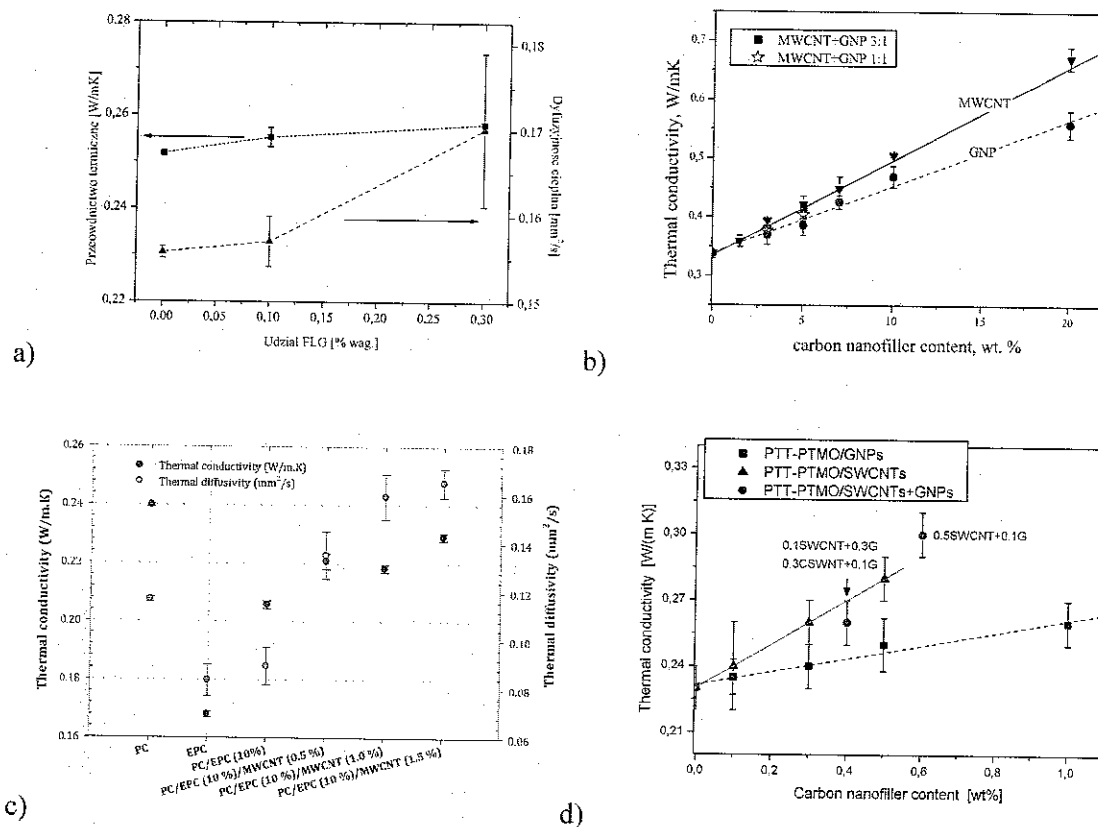 0,28
0,26
0,24
0,22
Przewodnictwo termiczne [W/mK]
0,18
0,170
0,16
0,15
Dyfuzyjnosc cieplna [mm²/s]
0.00 0,05 0,10 0,15 0,20 0,25 0,30
Udzial FLG [% wag.]
a)
MWCNT÷GNP 3:1
MWCNT÷GNP 1:1
MWCNT
GNP
0,7
0,6
0,5
0,4
0,3
Thermal conductivity, W/mK
0 5 10 15 20
carbon nanofiller content, wt. %
b)
Thermal conductivity (W/m.K)
Thermal diffusivity (mm²/s)
0.26
0.24
0.22
0.20
0.18
0.16
Thermal conductivity (W/m.K)
0.18
0.16
0.14
0.12
0.10
0.08
0.06
Thermal diffusivity (mm²/s)
PC
EPC
PC/EPC (10%)
PC/EPC (10 %)/MWCNT (0.5 %)
PC/EPC (10 %)/MWCNT (1.0 %)
PC/EPC (10 %)/MWCNT (1.5 %)
c)
PTT-PTMO/GNPs
PTT-PTMO/SWCNTs
PTT-PTMO/SWCNTs+GNPs
0.1SWCNT+0.3G
0.3CSWNT+0.1G
0.5SWCNT+0.1G
0,33
0,30
0,27
0,24
0,21
Thermal conductivity [W/(m K)]
0,0 0,2 0,4 0,6 0,8 1,0
Carbon nanofiller content [wt%]
d)